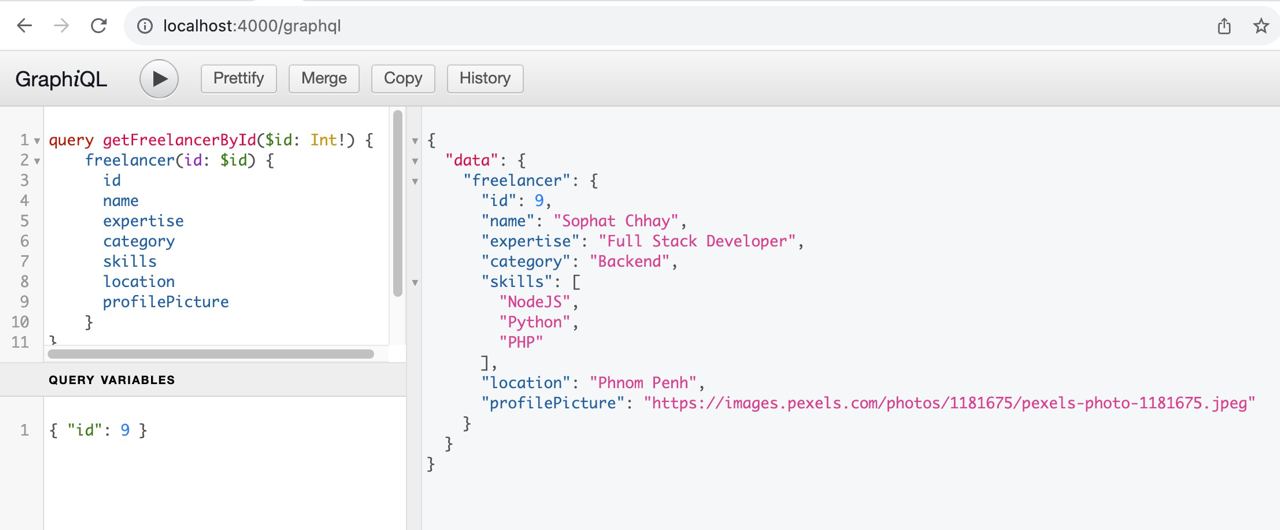 localhost:4000/graphql
GraphiQL Prettify Merge Copy History
1 query getFreelancerById($id: Int!) {
2 freelancer(id: $id) {
3 id
4 name
5 expertise
6 category
7 skills
8 location
9 profilePicture
10 }
11 }
QUERY VARIABLES
1 { "id": 9 }
{
"data": {
"freelancer": {
"id": 9,
"name": "Sophat Chhay",
"expertise": "Full Stack Developer",
"category": "Backend",
"skills": [
"NodeJS",
"Python",
"PHP"
],
"location": "Phnom Penh",
"profilePicture": "https://images.pexels.com/photos/1181675/pexels-photo-1181675.jpeg"
}
}
}